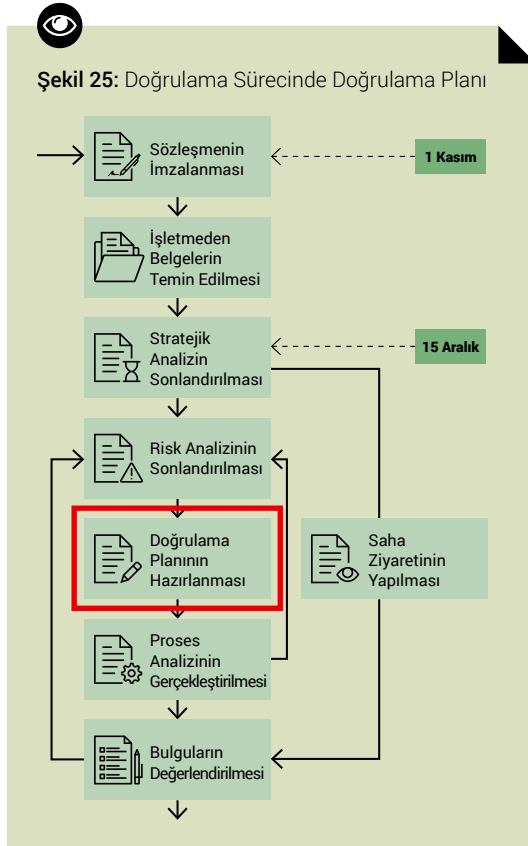 Şekil 25: Doğrulama Sürecinde Doğrulama Planı
Sözleşmenin
İmzalanması
1 Kasım
İşletmeden
Belgelerin
Temin Edilmesi
Stratejik
Analizin
Sonlandırılması
15 Aralık
Risk Analizinin
Sonlandırılması
Doğrulama
Planının
Hazırlanması
Saha
Ziyaretinin
Yapılması
Proses
Analizinin
Gerçekleştirilmesi
Bulguların
Değerlendirilmesi